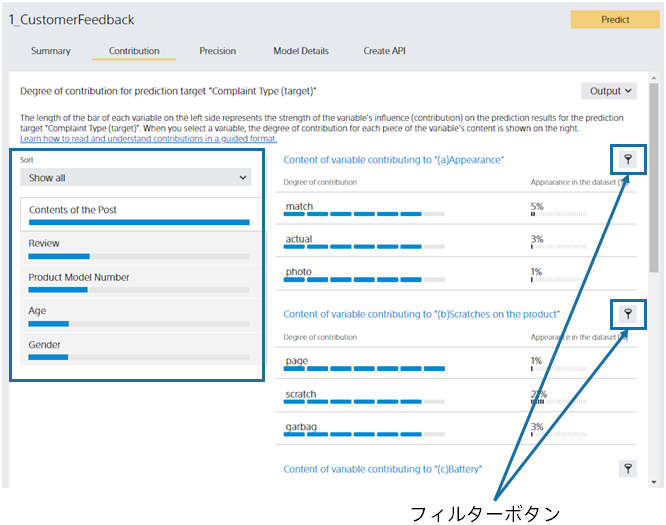 1_CustomerFeedback
Predict
Summary
Contribution
Precision
Model Details
Create API
Degree of contribution for prediction target "Complaint Type (target)"
Output
The length of the bar of each variable on the left side represents the strength of the variable's influence (contribution) on the prediction results for the prediction
target "Complaint Type (target)". When you select a variable, the degree of contribution for each piece of the variable's content is shown on the right.
Learn how to read and understand contributions in a guided format.
Sort
Show all
Contents of the Post
Review
Product Model Number
Age
Gender
Content of variable contributing to "(a)Appearance"
Degree of contribution
Appearance in the dataset (%)
match
5%
actual
3%
photo
1%
Content of variable contributing to "(b)Scratches on the product"
Degree of contribution
Appearance in the dataset (%)
page
1%
scratch
garbag
3%
Content of variable contributing to "(c)Battery"
フィルターボタン